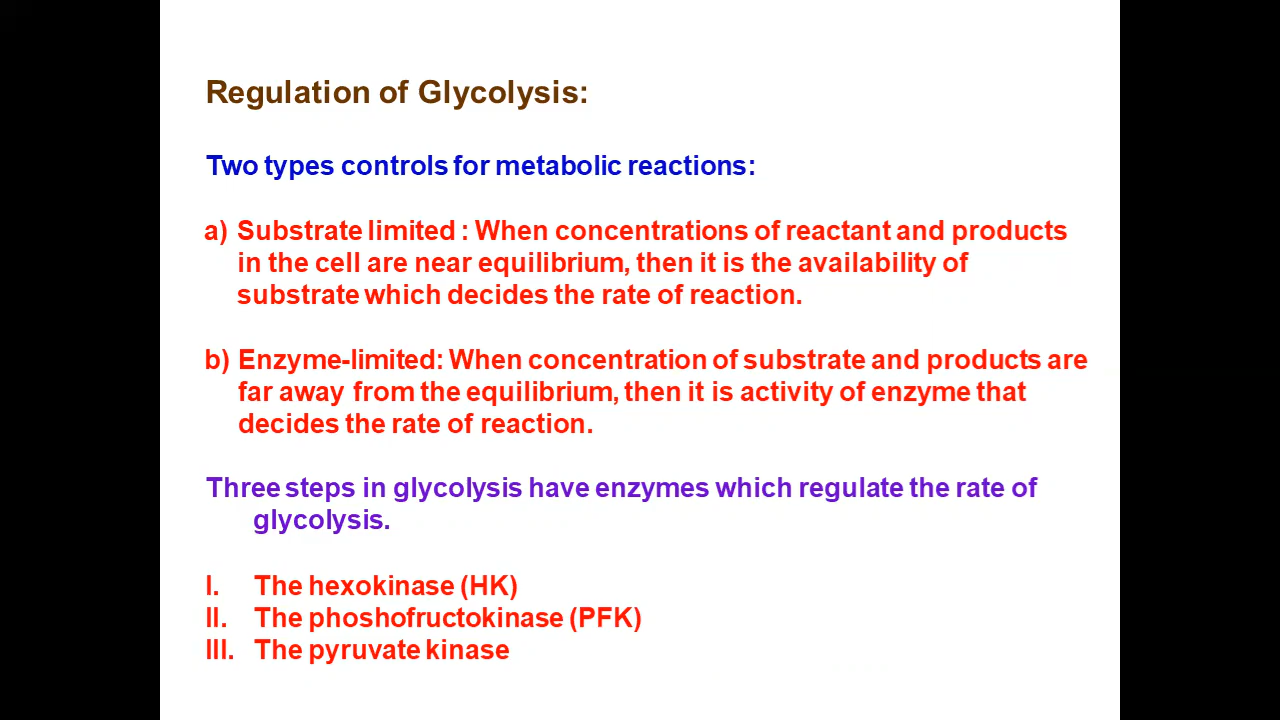 Regulation of Glycolysis:
Two types controls for metabolic reactions:
a) Substrate limited : When concentrations of reactant and products
in the cell are near equilibrium, then it is the availability of
substrate which decides the rate of reaction.
b) Enzyme-limited: When concentration of substrate and products are
far away from the equilibrium, then it is activity of enzyme that
decides the rate of reaction.
Three steps in glycolysis have enzymes which regulate the rate of
glycolysis.
I. The hexokinase (HK)
II. The phoshofructokinase (PFK)
III. The pyruvate kinase